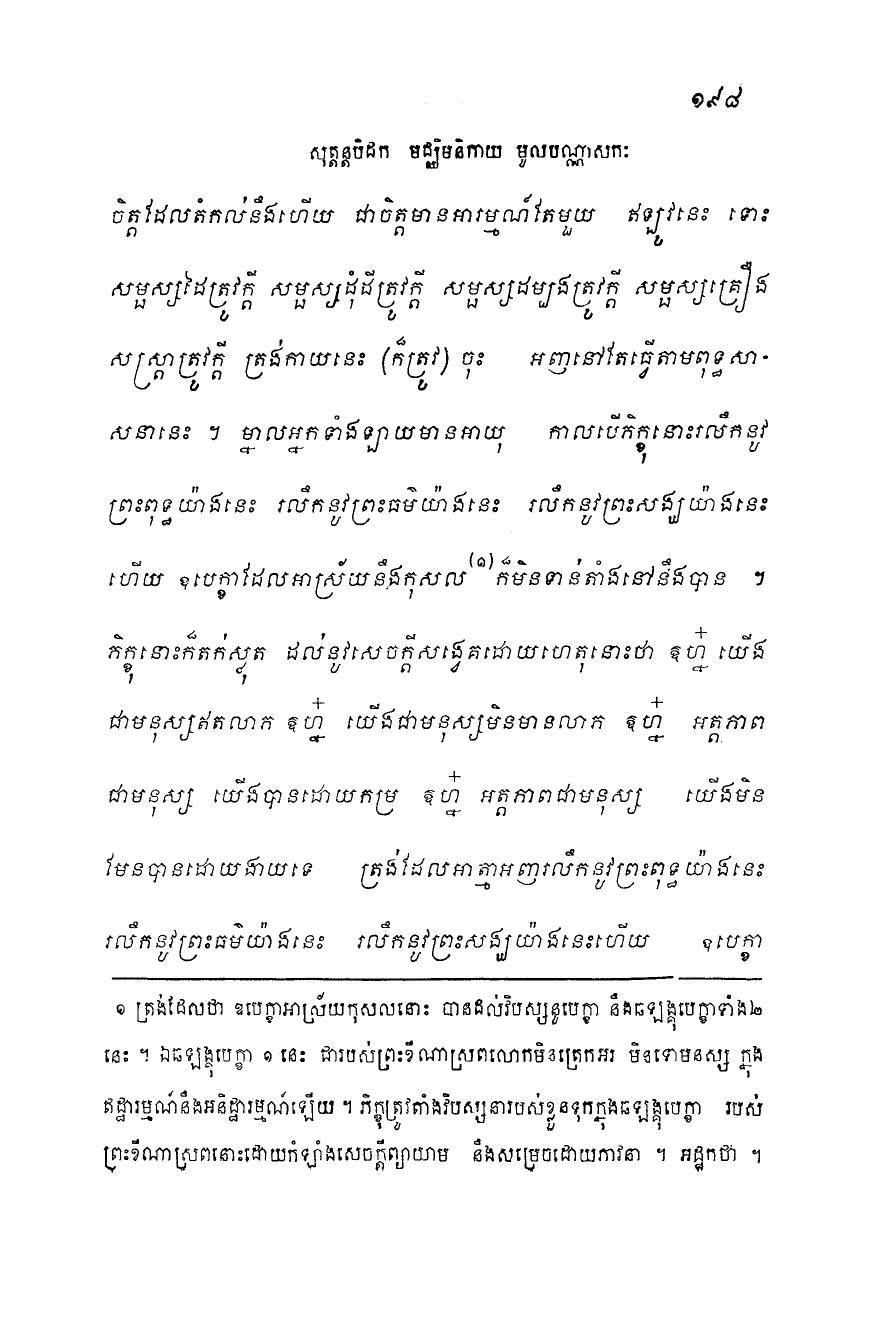 ១៩៨
សុត្តន្តបិដក មជ្ឈិមនិកាយ មូលបណ្ណាសកៈ
ចិត្តដែលតំកល់នឹងហើយ ជាចិត្តមានអារម្មណ៍តែមួយ ឥឡូវនេះ ទោះ
សម្ផស្សដៃត្រូវក្តី សម្ផស្សដុំដីត្រូវក្តី សម្ផស្សដម្បងត្រូវក្តី សម្ផស្សគ្រឿង
សស្ត្រាត្រូវក្តី ត្រង់កាយនេះ (ក៏ត្រូវ) ចុះ អញនៅតែធ្វើតាមពុទ្ធសា-
សនានេះ ។ ម្នាលអ្នកទាំងឡាយមានអាយុ កាលបើភិក្ខុនោះរលឹកនូវ
ព្រះពុទ្ធយ៉ាងនេះ រលឹកនូវព្រះធម៌យ៉ាងនេះ រលឹកនូវព្រះសង្ឃយ៉ាងនេះ
ហើយ ឧបេក្ខាដែលអាស្រ័យនឹងកុសល(១) ក៏មិនទាន់តាំងនៅនឹងបាន ។
ភិក្ខុនោះក៏តក់ស្លុត ដល់នូវសេចក្តីសង្វេគដោយហេតុនោះថា ឱហ្ន៎ យើង
ជាមនុស្សឥតលាភ ឱហ្ន៎ យើងជាមនុស្សមិនមានលាភ ឱហ្ន៎ អត្តភាព
ជាមនុស្ស យើងបានដោយកម្រ ឱហ្ន៎ អត្តភាពជាមនុស្ស យើងមិន
មែនបានដោយងាយទេ ត្រង់ដែលអាត្មាអញរលឹកនូវព្រះពុទ្ធយ៉ាងនេះ
រលឹកនូវព្រះធម៌យ៉ាងនេះ រលឹកនូវព្រះសង្ឃយ៉ាងនេះហើយ ឧបេក្ខា
១ ត្រង់ដែលថា ឧបេក្ខាអាស្រ័យកុសលនោះ បានដល់វិបស្សនូបេក្ខា និងឆឡង្គុបេក្ខាទាំង២
នេះ ។ ឯឆឡង្គុបេក្ខា ១ នេះ ជារបស់ព្រះខីណាស្រពលោកមិនត្រេកអរ មិនទោមនស្ស ក្នុង
ឥដ្ឋារម្មណ៍នឹងអនិដ្ឋារម្មណ៍ឡើយ ។ ភិក្ខុត្រូវតាំងវិបស្សនារបស់ខ្លួនទុកក្នុងឆឡង្គុបេក្ខា របស់
ព្រះខីណាស្រពនោះដោយកំឡាំងសេចក្តីព្យាយាម នឹងសម្រេចដោយភាវនា ។ អដ្ឋកថា ។